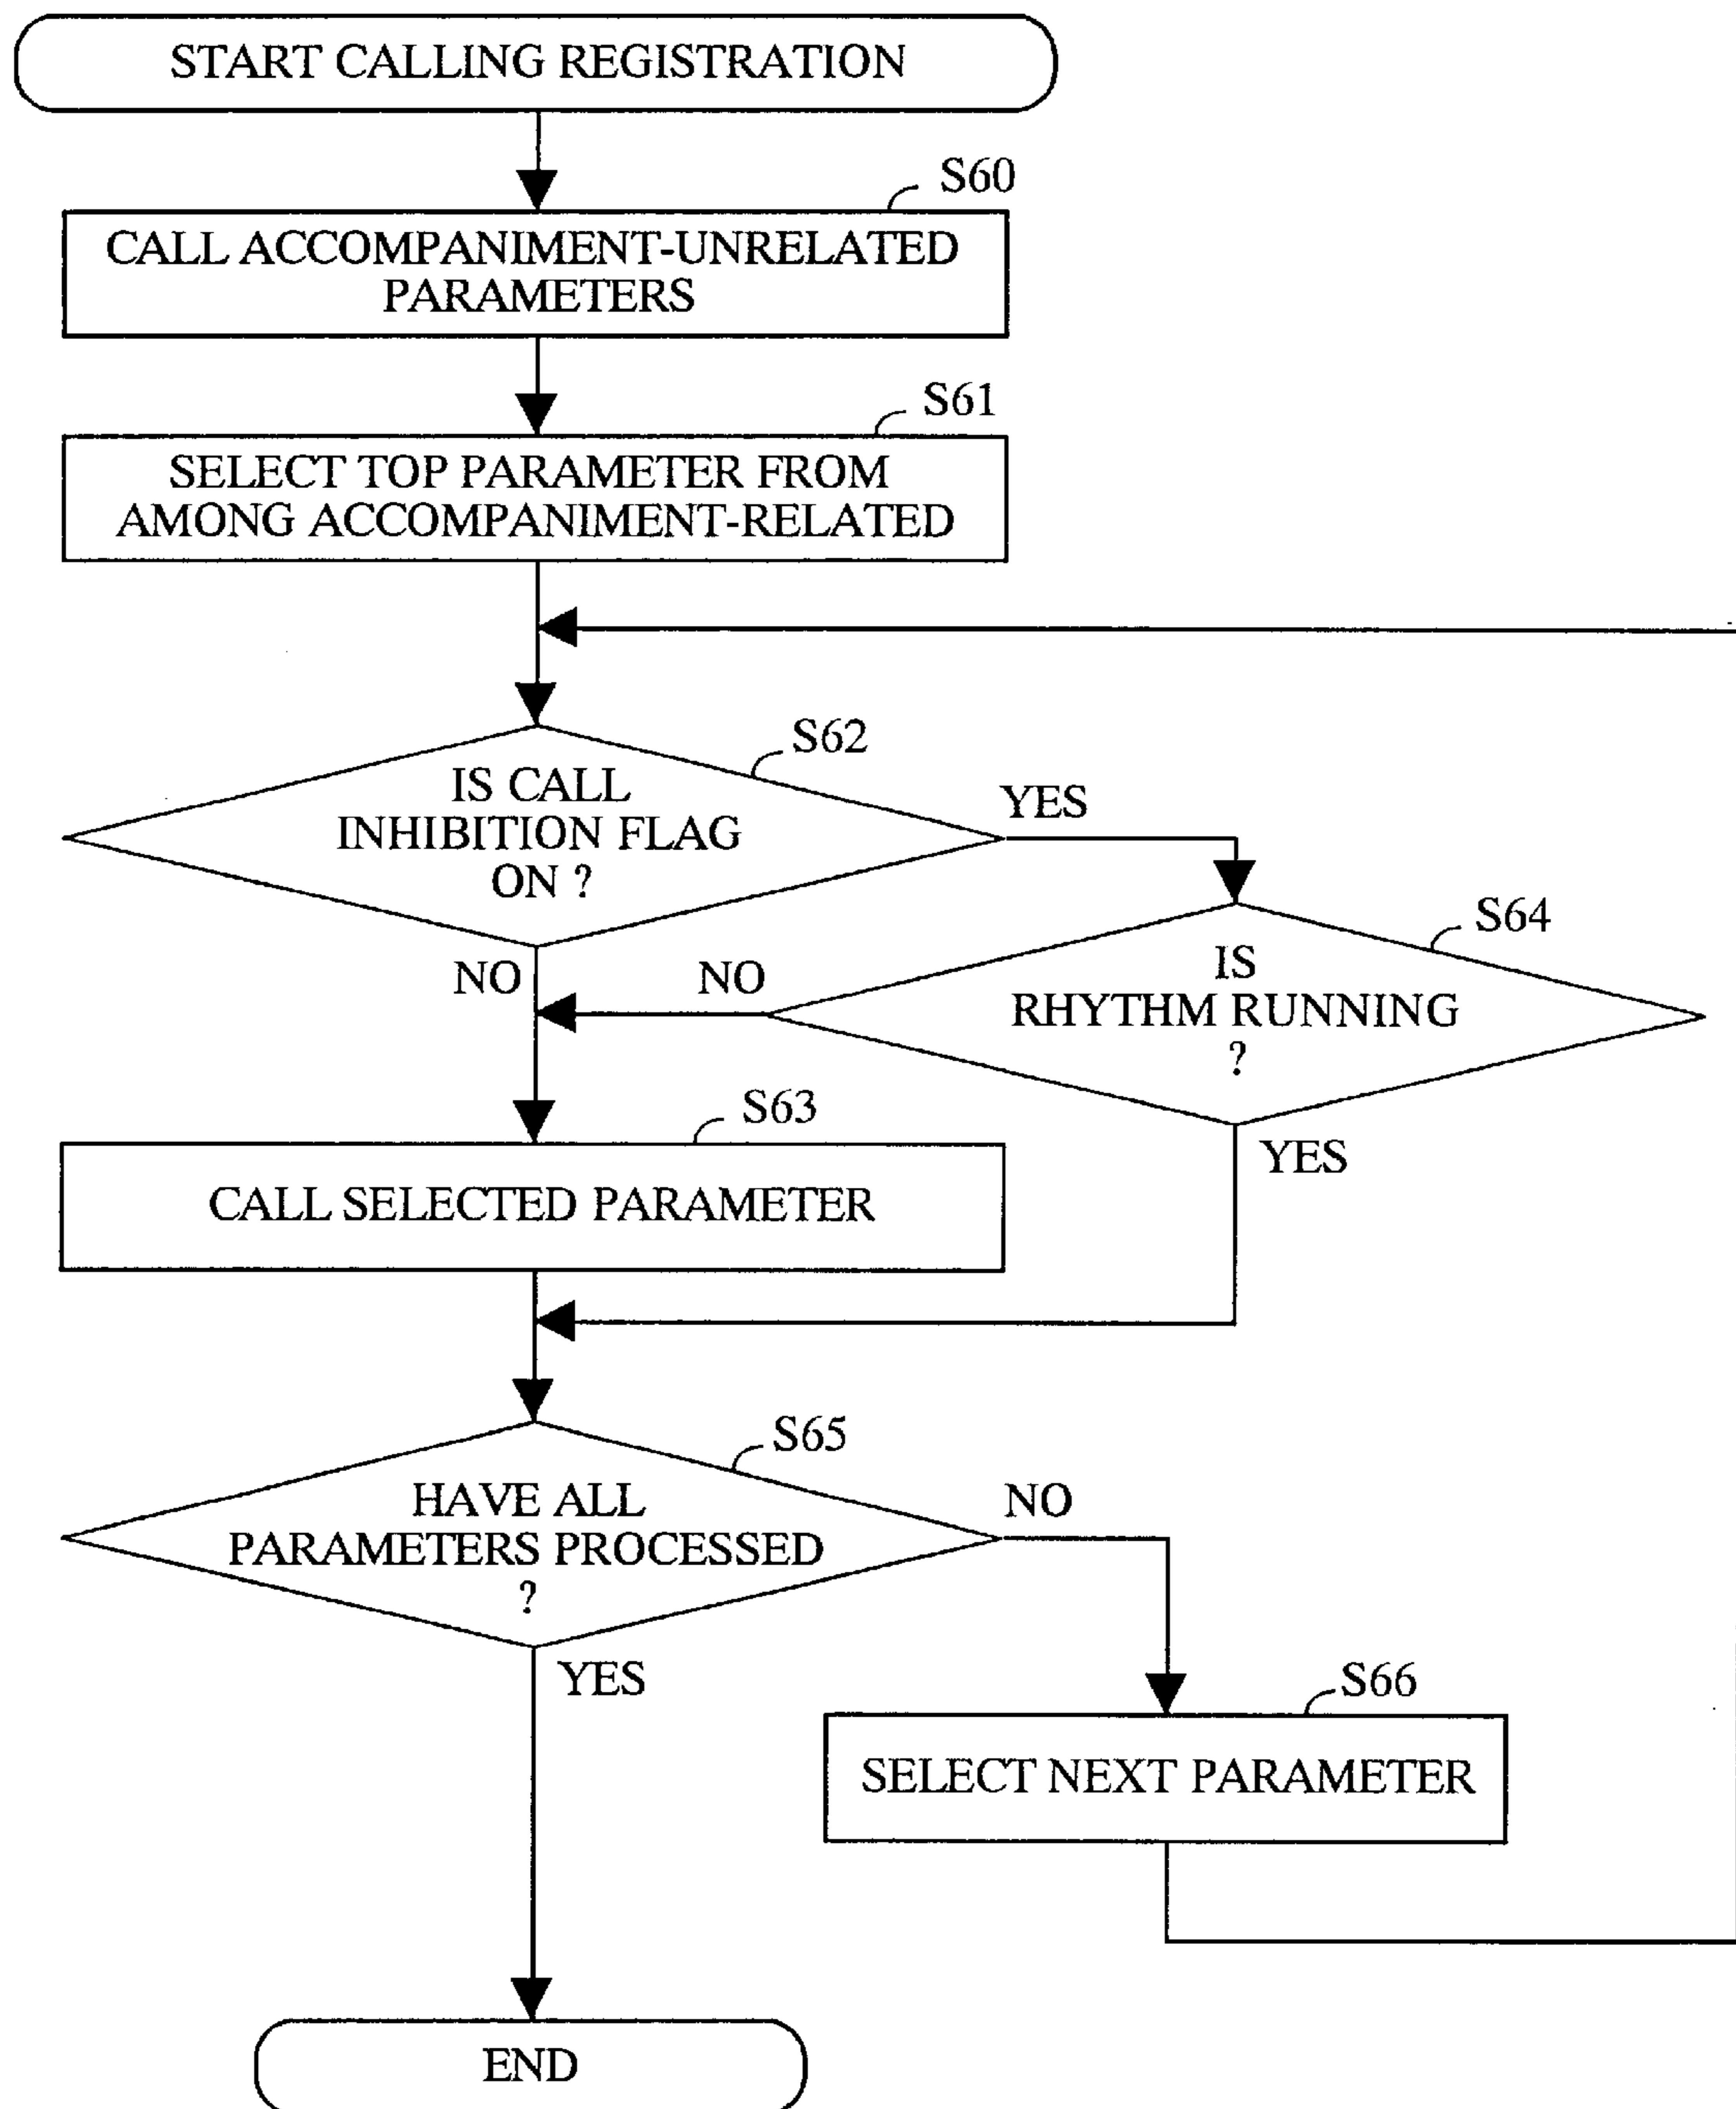 START CALLING REGISTRATION
S60
CALL ACCOMPANIMENT-UNRELATED
PARAMETERS
S61
SELECT TOP PARAMETER FROM
AMONG ACCOMPANIMENT-RELATED
S62
IS CALL
INHIBITION FLAG
ON ?
YES
NO
S64
IS
RHYTHM RUNNING
?
NO
YES
S63
CALL SELECTED PARAMETER
S65
HAVE ALL
PARAMETERS PROCESSED
?
NO
YES
S66
SELECT NEXT PARAMETER
END